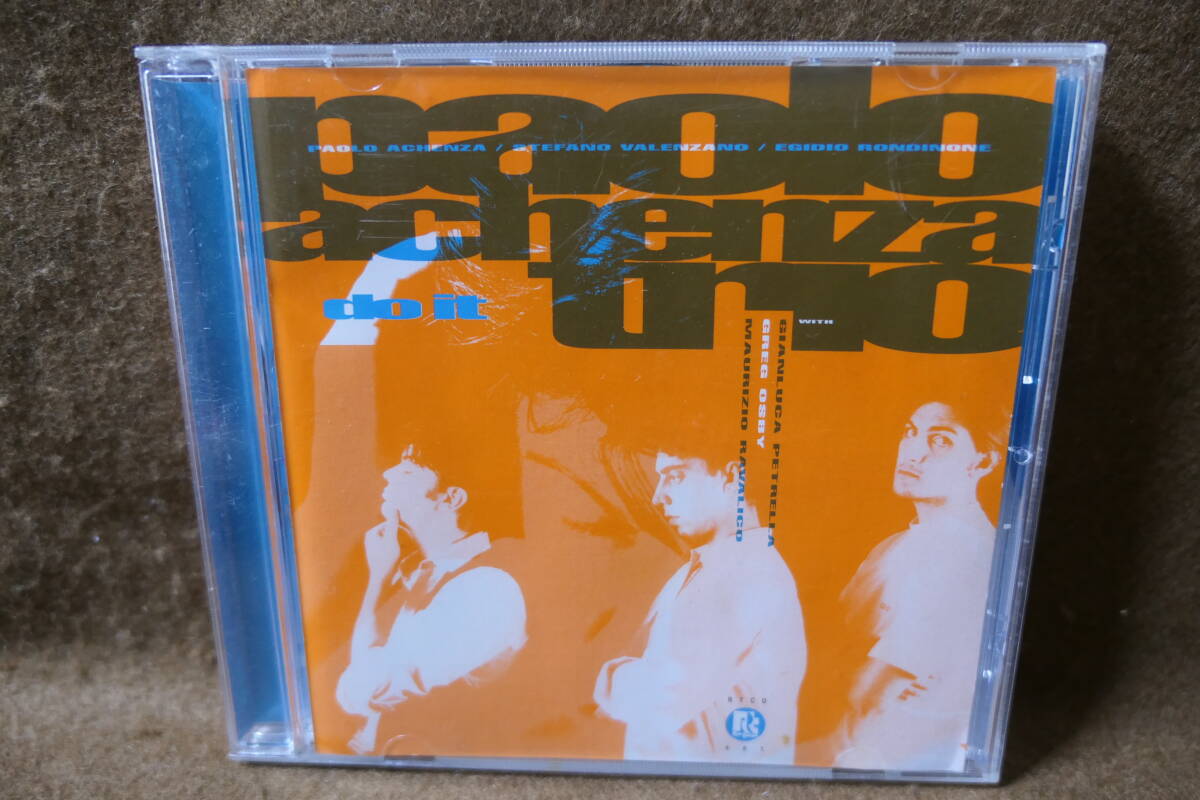 paolo
PAOLO ACHENZA / STEFANO VALENZANO / EGIDIO RONDINONE
achenza
trio
do it
WITH
GIANLUCA PETRELLA
GREG OSBY
MAURIZIO RAVALICO